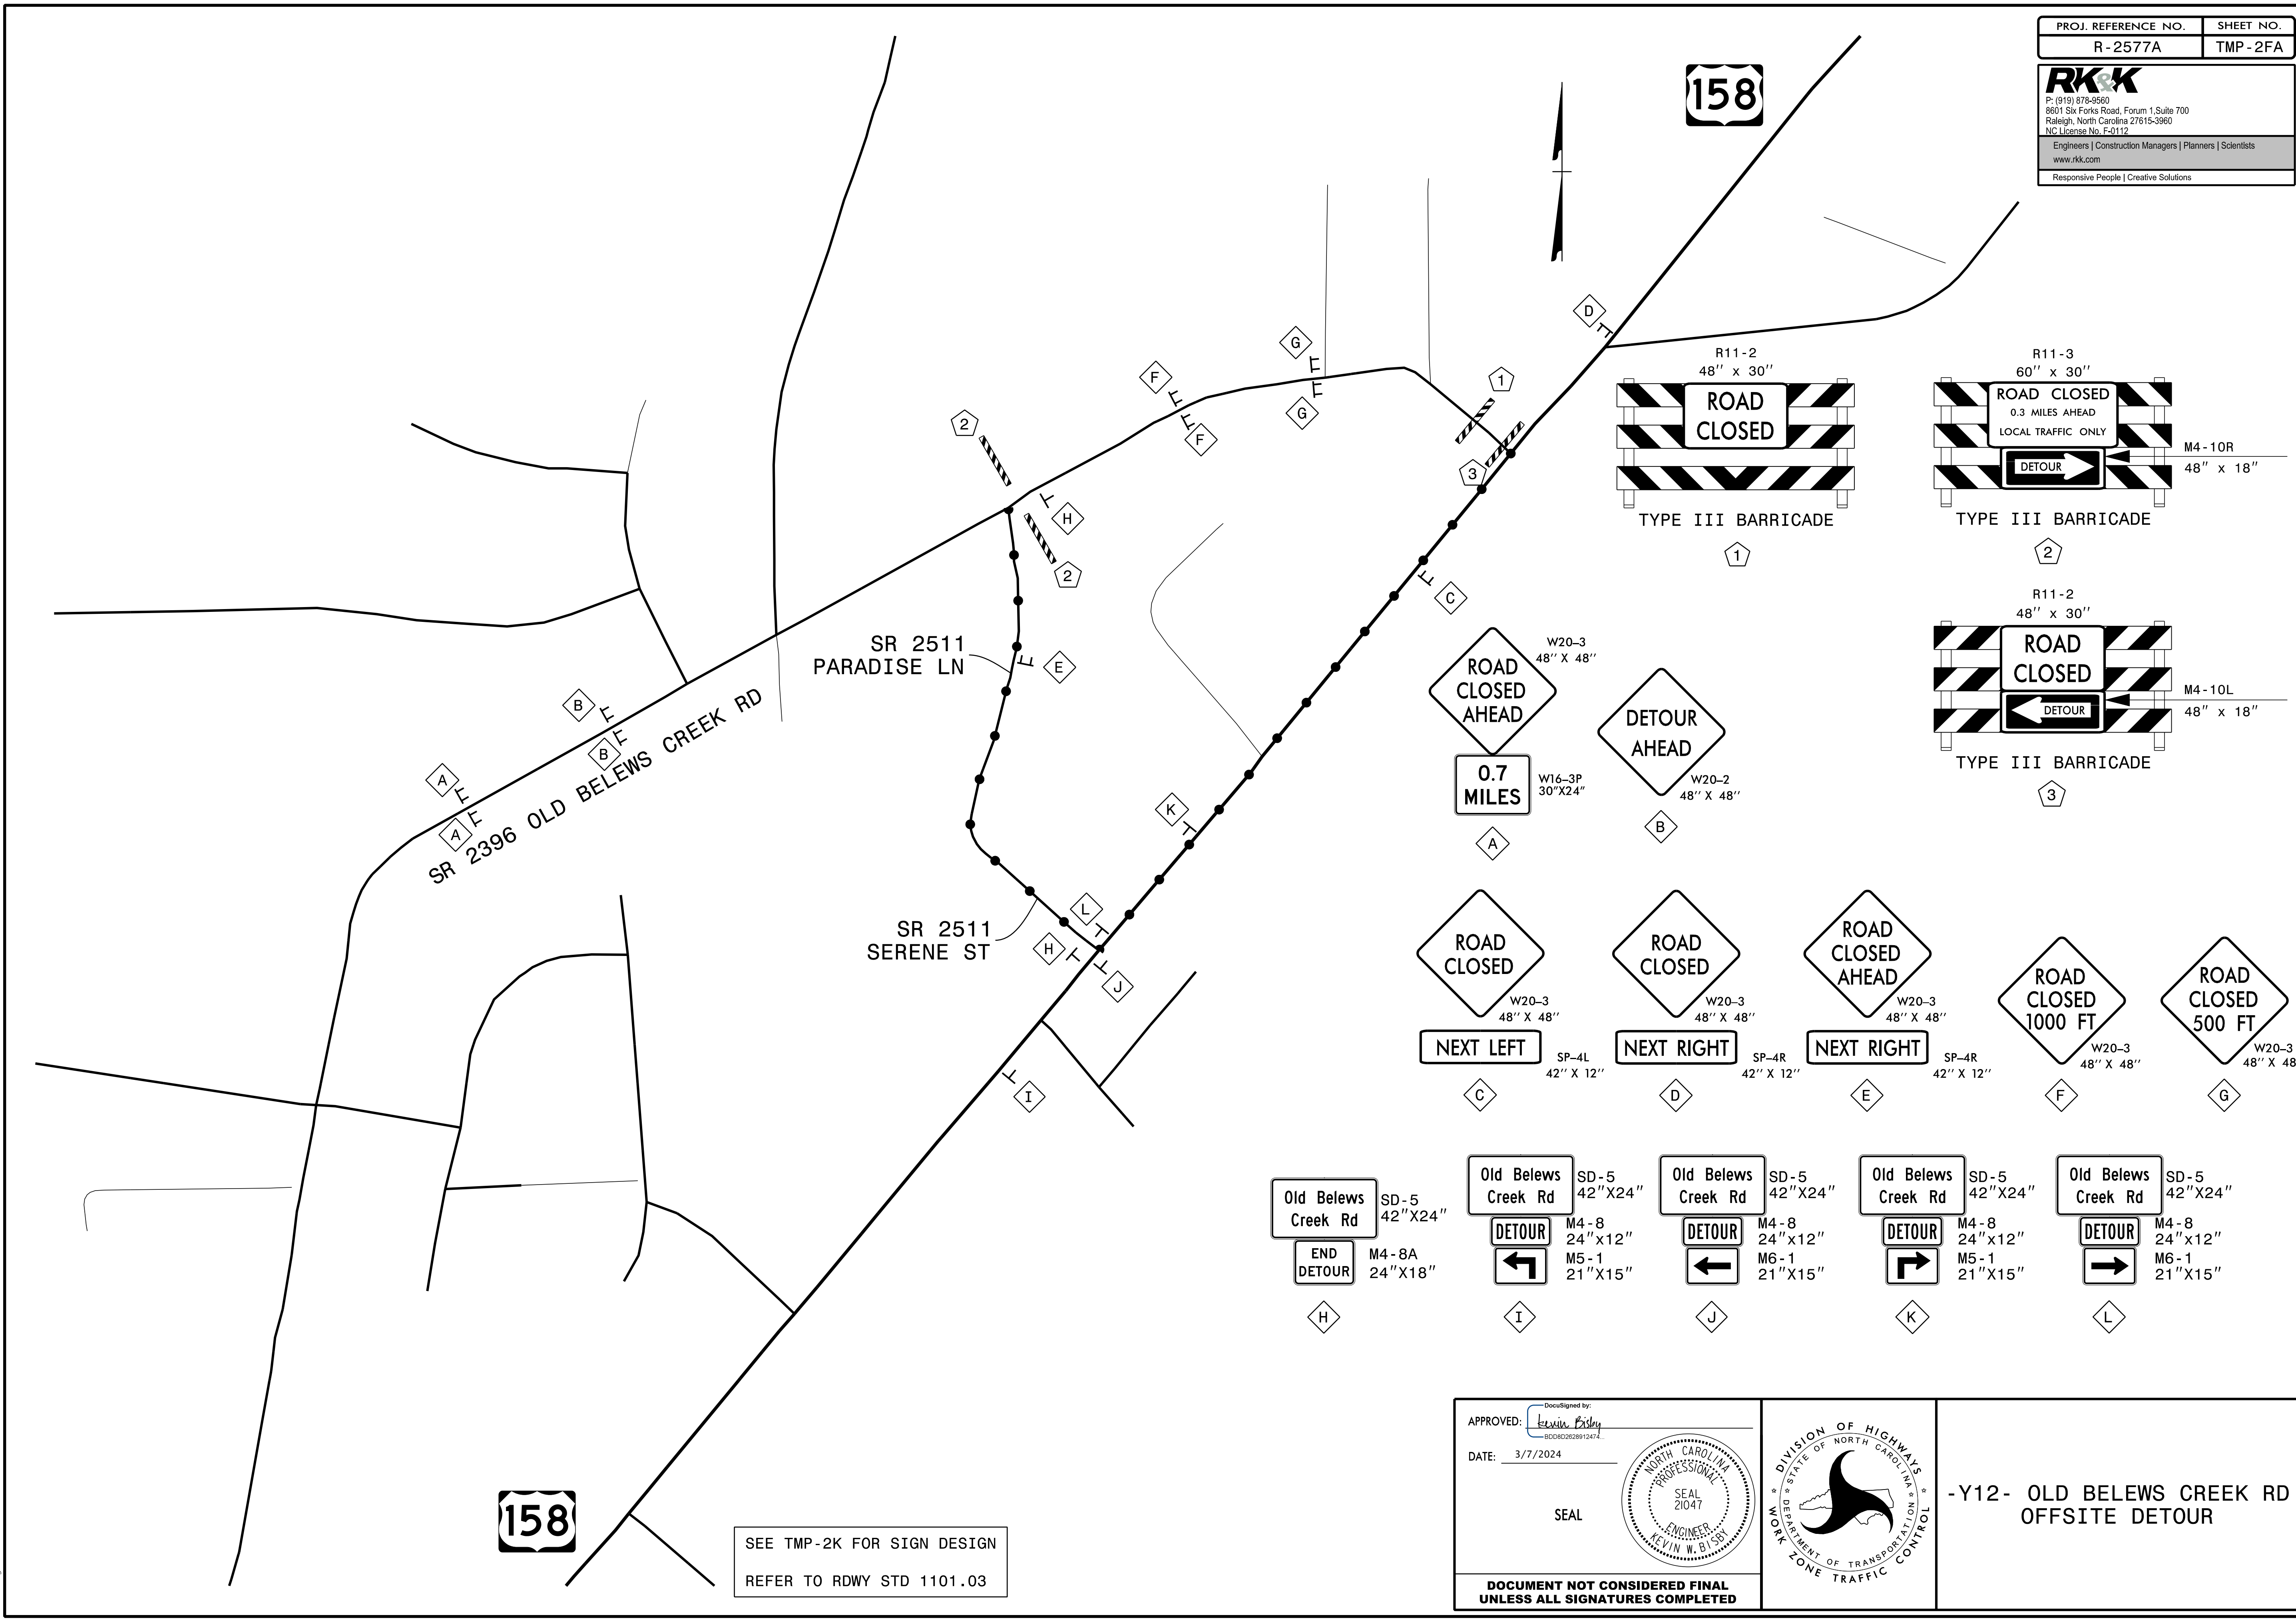 PROJ. REFERENCE NO. SHEET NO.
R-2577A TMP-2FA
RK&K
P: (919) 878-9560
8601 Six Forks Road, Forum 1,Suite 700
Raleigh, North Carolina 27615-3960
NC License No. F-0112
Engineers | Construction Managers | Planners | Scientists
www.rkk.com
Responsive People | Creative Solutions
158
D
G
G
F
F
1
2
3
H
2
C
E
SR 2511
PARADISE LN
B
B
A
A
SR 2396 OLD BELEWS CREEK RD
K
L
H
J
SR 2511
SERENE ST
I
158
R11-2
48'' x 30''
ROAD
CLOSED
TYPE III BARRICADE
1
R11-3
60'' x 30''
ROAD CLOSED
0.3 MILES AHEAD
LOCAL TRAFFIC ONLY
DETOUR
M4-10R
48" x 18"
TYPE III BARRICADE
2
R11-2
48'' x 30''
ROAD
CLOSED
DETOUR
M4-10L
48" x 18"
TYPE III BARRICADE
3
ROAD
CLOSED
AHEAD
W20-3
48'' X 48''
0.7
MILES
W16-3P
30"X24"
A
DETOUR
AHEAD
W20-2
48'' X 48''
B
ROAD
CLOSED
W20-3
48'' X 48''
NEXT LEFT
SP-4L
42'' X 12''
C
ROAD
CLOSED
W20-3
48'' X 48''
NEXT RIGHT
SP-4R
42'' X 12''
D
ROAD
CLOSED
AHEAD
W20-3
48'' X 48''
NEXT RIGHT
SP-4R
42'' X 12''
E
ROAD
CLOSED
1000 FT
W20-3
48'' X 48''
F
ROAD
CLOSED
500 FT
W20-3
48'' X 48
G
Old Belews
Creek Rd
SD-5
42"X24"
END
DETOUR
M4-8A
24"X18"
H
Old Belews
Creek Rd
SD-5
42"X24"
DETOUR
M4-8
24"x12"
M5-1
21"X15"
I
Old Belews
Creek Rd
SD-5
42"X24"
DETOUR
M4-8
24"x12"
M6-1
21"X15"
J
Old Belews
Creek Rd
SD-5
42"X24"
DETOUR
M4-8
24"x12"
M5-1
21"X15"
K
Old Belews
Creek Rd
SD-5
42"X24"
DETOUR
M4-8
24"x12"
M6-1
21"X15"
L
SEE TMP-2K FOR SIGN DESIGN
REFER TO RDWY STD 1101.03
DocuSigned by:
APPROVED: Kevin Bisby
BDD8D2628912474...
DATE: 3/7/2024
SEAL
NORTH CAROLINA
PROFESSIONAL
SEAL
21047
ENGINEER
KEVIN W. BISBY
DOCUMENT NOT CONSIDERED FINAL
UNLESS ALL SIGNATURES COMPLETED
DIVISION OF HIGHWAYS
STATE OF NORTH CAROLINA
DEPARTMENT OF TRANSPORTATION
WORK ZONE TRAFFIC CONTROL
-Y12- OLD BELEWS CREEK RD
OFFSITE DETOUR